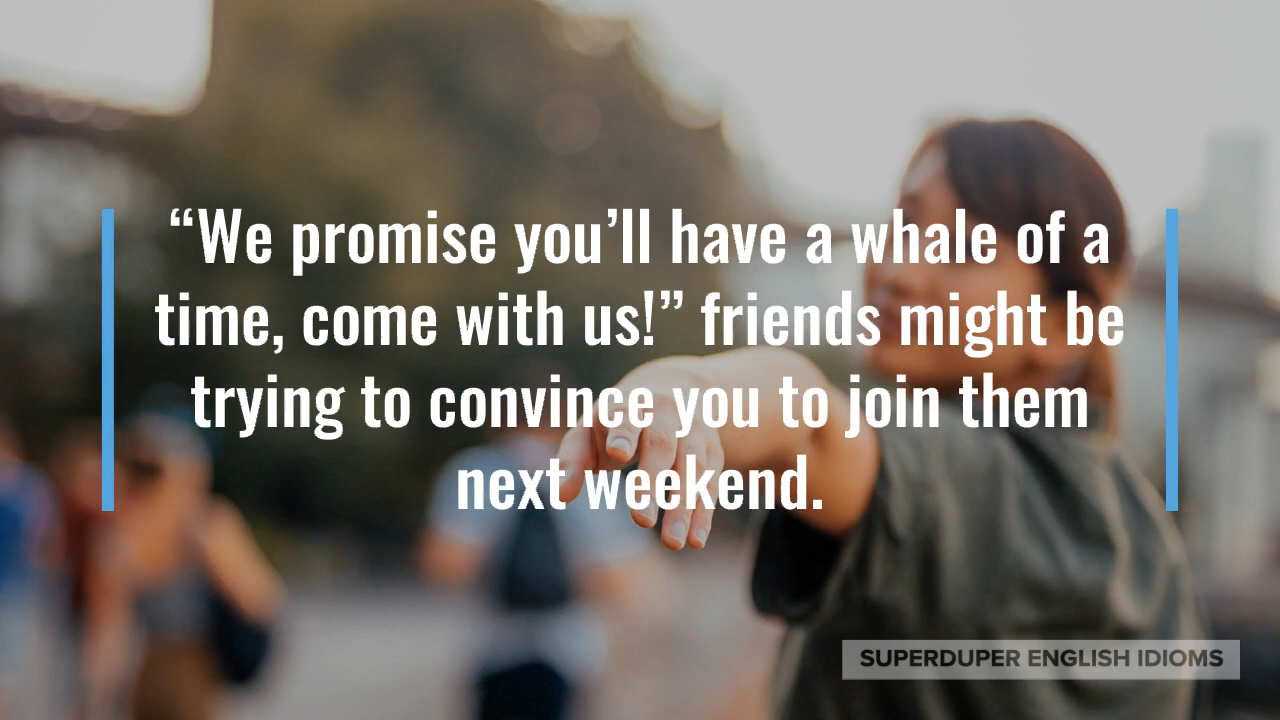 “We promise you’ll have a whale of a
time, come with us!” friends might be
trying to convince you to join them
next weekend.
SUPERDUPER ENGLISH IDIOMS